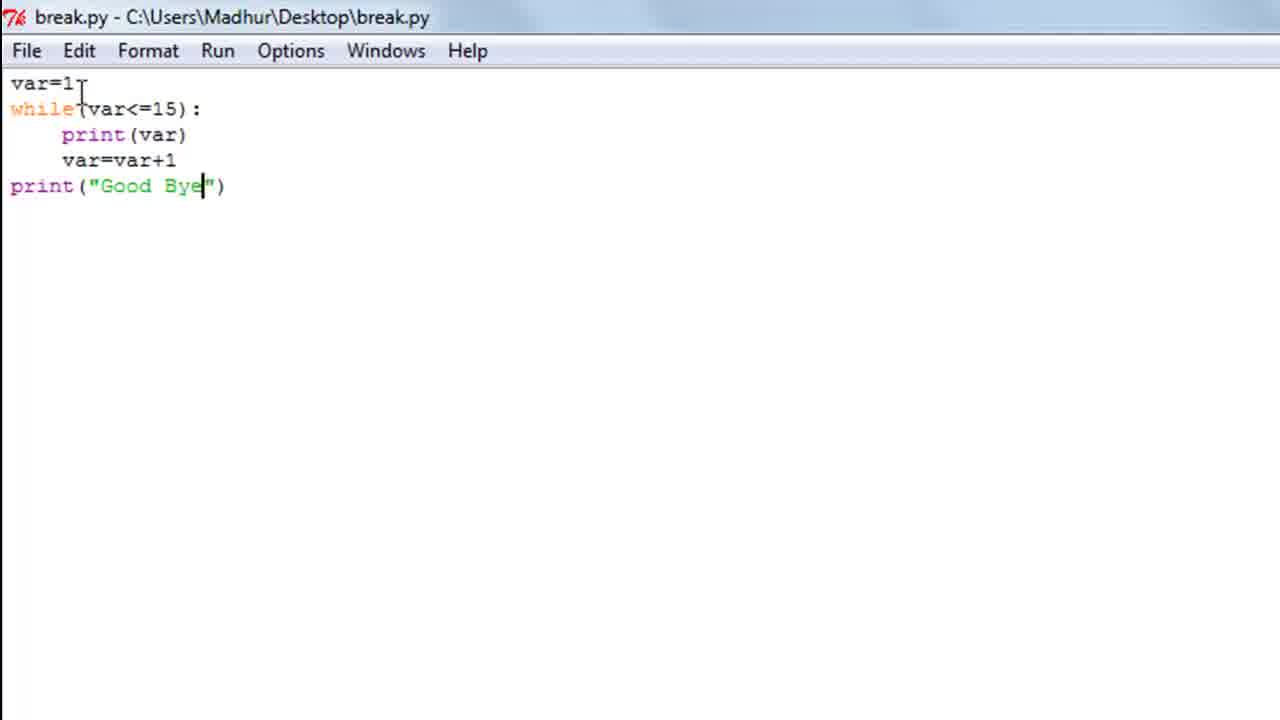 break.py - C:\Users\Madhur\Desktop\break.py
File Edit Format Run Options Windows Help
var=1
while(var<=15):
    print(var)
    var=var+1
print("Good Bye")